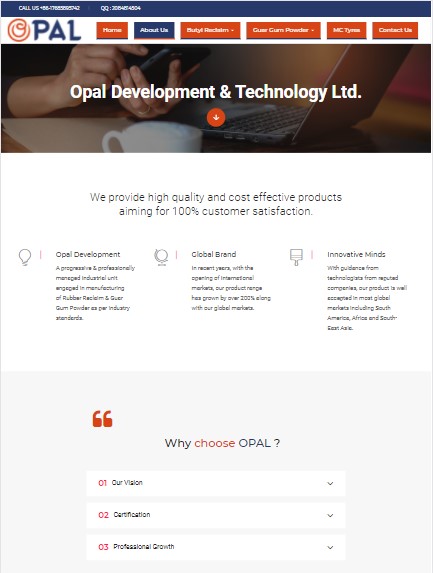 CALL US +86-17685895742
QQ : 2084674504
OPAL
Home
About Us
Butyl Reclaim
Guar Gum Powder
MC Tyres
Contact Us
Opal Development & Technology Ltd.
We provide high quality and cost effective products
aiming for 100% customer satisfaction.
Opal Development
A progressive & professionally
managed industrial unit
engaged in manufacturing
of Rubber Reclaim & Guar
Gum Powder as per industry
standards.
Global Brand
In recent years, with the
opening of international
markets, our product range
has grown by over 200% along
with our global markets.
Innovative Minds
With guidance from
technologists from reputed
companies, our product is well
accepted in most global
markets including South
America, Africa and South-
East Asia.
Why choose OPAL ?
01 Our Vision
02 Certification
03 Professional Growth